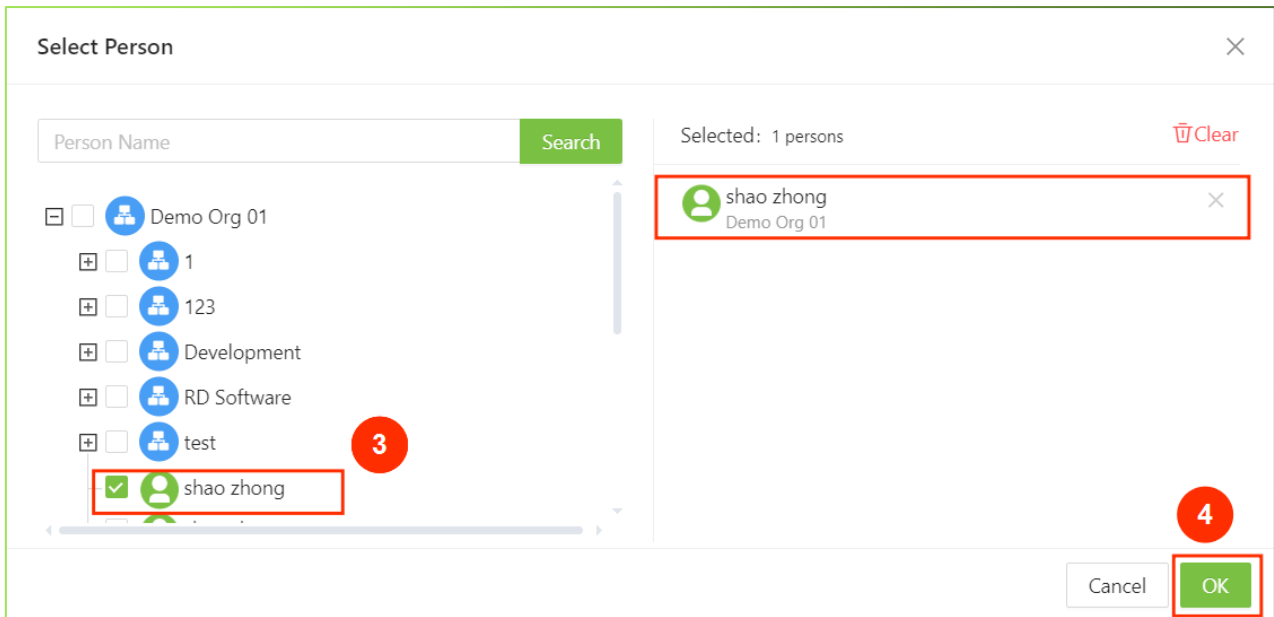 Select Person
Person Name
Search
Demo Org 01
1
123
Development
RD Software
test
3
shao zhong
Selected: 1 persons
Clear
shao zhong
Demo Org 01
4
Cancel
OK